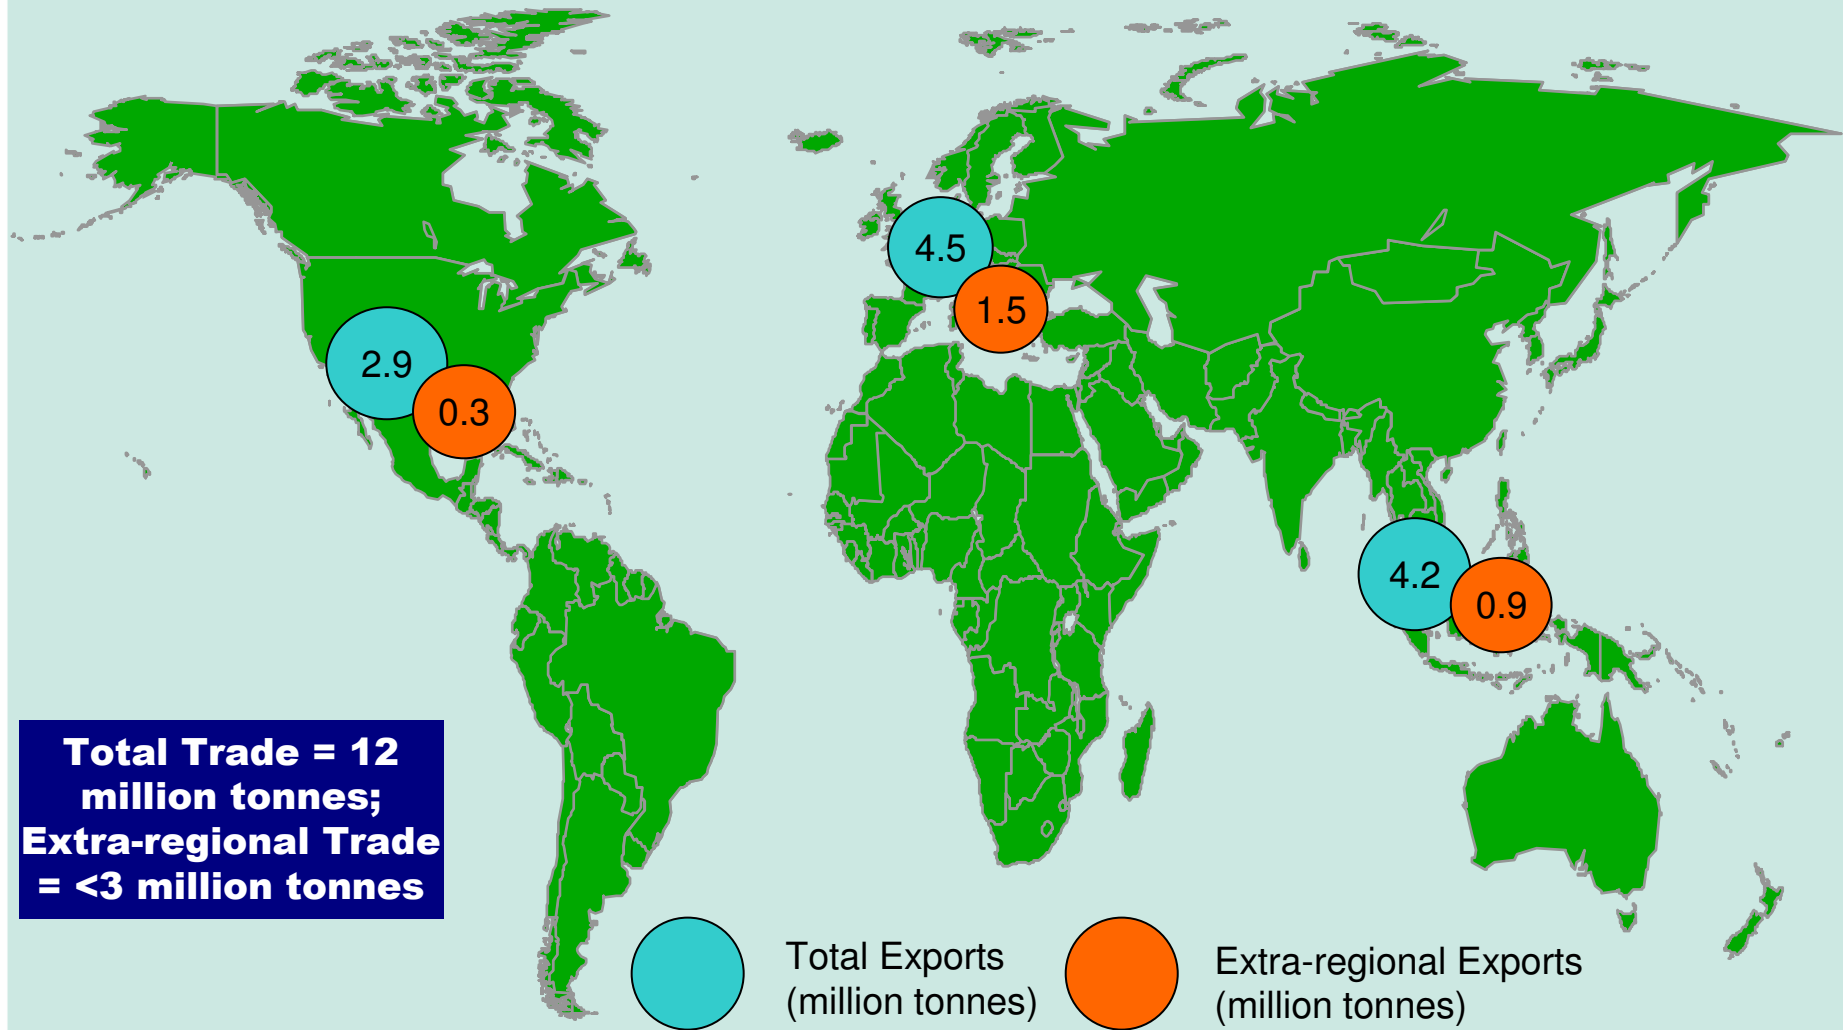 4.5
1.5
2.9
0.3
4.2
0.9
Total Trade = 12
million tonnes;
Extra-regional Trade
= <3 million tonnes
Total Exports
(million tonnes)
Extra-regional Exports
(million tonnes)